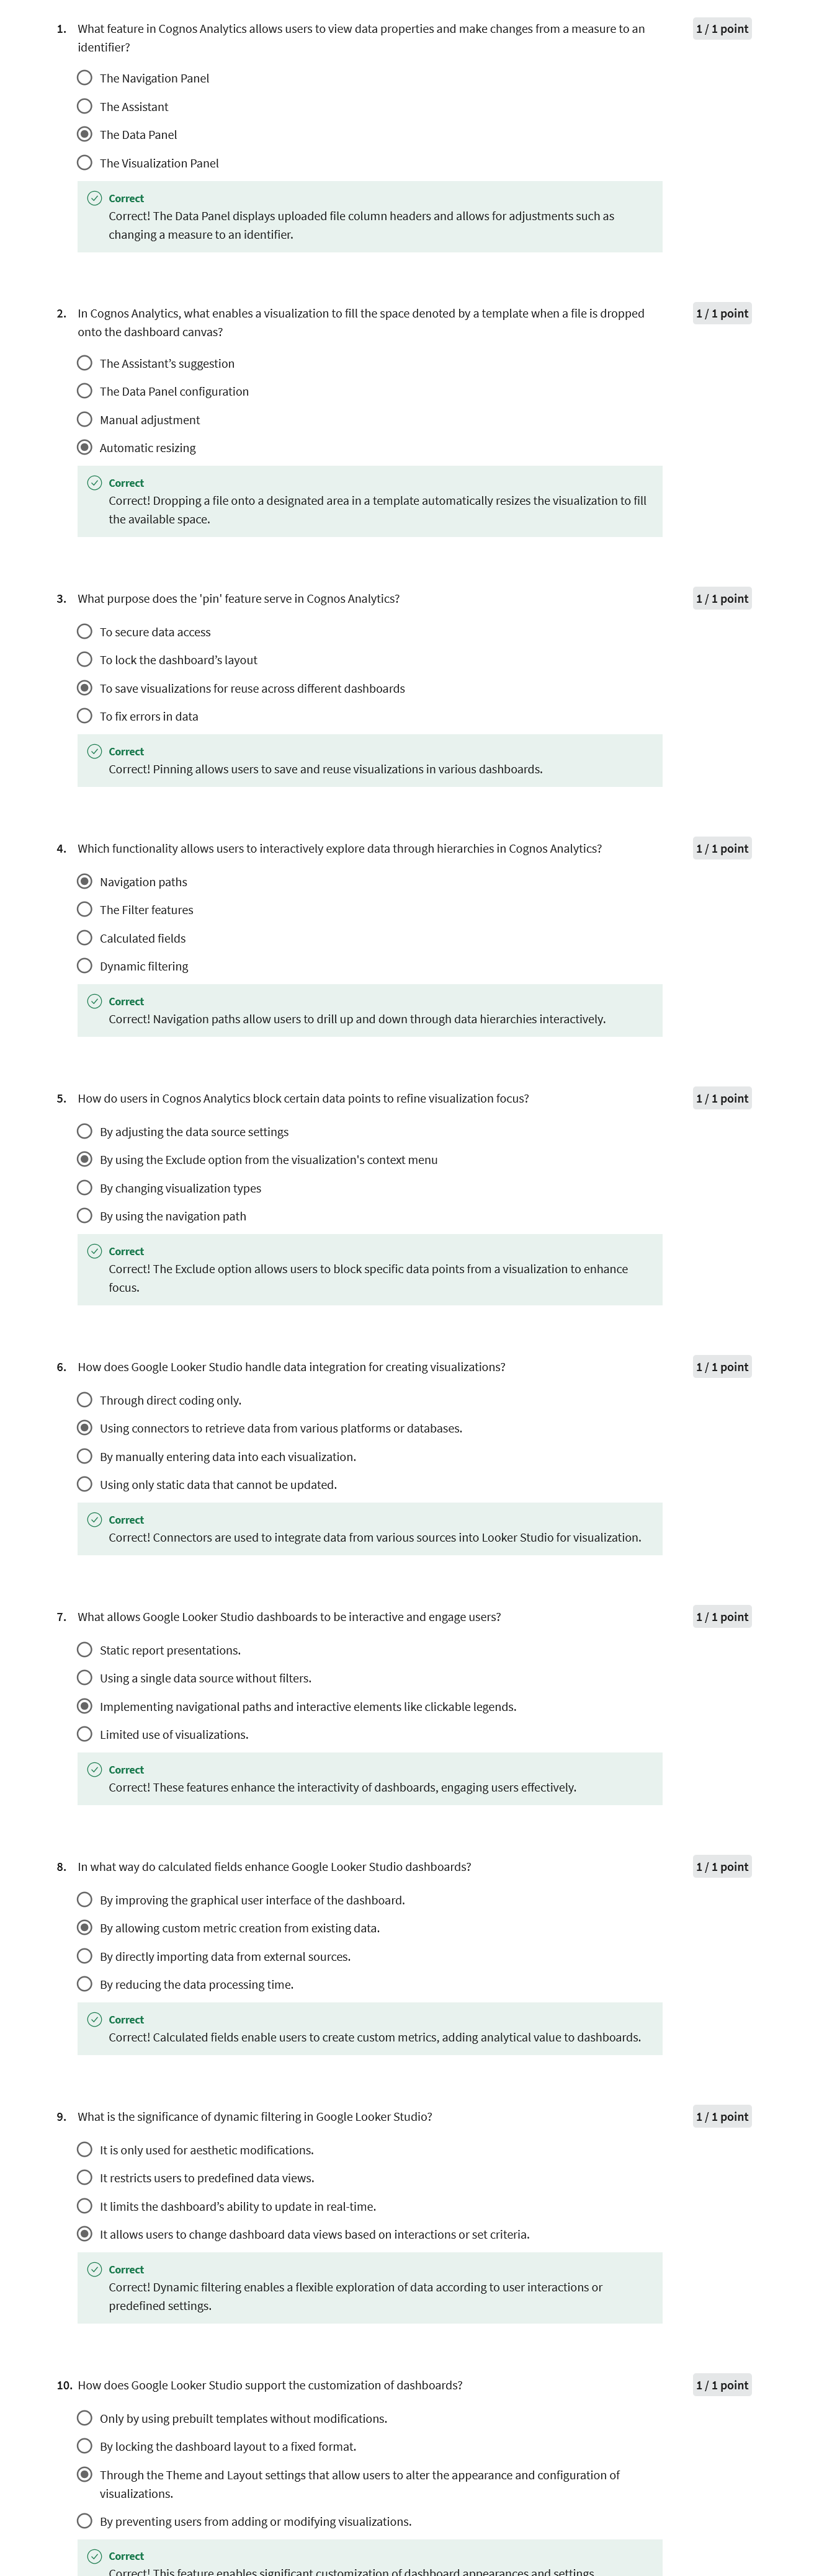 1. What feature in Cognos Analytics allows users to view data properties and make changes from a measure to an
identifier?
1 / 1 point
The Navigation Panel
The Assistant
The Data Panel
The Visualization Panel
Correct
Correct! The Data Panel displays uploaded file column headers and allows for adjustments such as
changing a measure to an identifier.
2. In Cognos Analytics, what enables a visualization to fill the space denoted by a template when a file is dropped
onto the dashboard canvas?
1 / 1 point
The Assistant’s suggestion
The Data Panel configuration
Manual adjustment
Automatic resizing
Correct
Correct! Dropping a file onto a designated area in a template automatically resizes the visualization to fill
the available space.
3. What purpose does the 'pin' feature serve in Cognos Analytics?
1 / 1 point
To secure data access
To lock the dashboard’s layout
To save visualizations for reuse across different dashboards
To fix errors in data
Correct
Correct! Pinning allows users to save and reuse visualizations in various dashboards.
4. Which functionality allows users to interactively explore data through hierarchies in Cognos Analytics?
1 / 1 point
Navigation paths
The Filter features
Calculated fields
Dynamic filtering
Correct
Correct! Navigation paths allow users to drill up and down through data hierarchies interactively.
5. How do users in Cognos Analytics block certain data points to refine visualization focus?
1 / 1 point
By adjusting the data source settings
By using the Exclude option from the visualization's context menu
By changing visualization types
By using the navigation path
Correct
Correct! The Exclude option allows users to block specific data points from a visualization to enhance
focus.
6. How does Google Looker Studio handle data integration for creating visualizations?
1 / 1 point
Through direct coding only.
Using connectors to retrieve data from various platforms or databases.
By manually entering data into each visualization.
Using only static data that cannot be updated.
Correct
Correct! Connectors are used to integrate data from various sources into Looker Studio for visualization.
7. What allows Google Looker Studio dashboards to be interactive and engage users?
1 / 1 point
Static report presentations.
Using a single data source without filters.
Implementing navigational paths and interactive elements like clickable legends.
Limited use of visualizations.
Correct
Correct! These features enhance the interactivity of dashboards, engaging users effectively.
8. In what way do calculated fields enhance Google Looker Studio dashboards?
1 / 1 point
By improving the graphical user interface of the dashboard.
By allowing custom metric creation from existing data.
By directly importing data from external sources.
By reducing the data processing time.
Correct
Correct! Calculated fields enable users to create custom metrics, adding analytical value to dashboards.
9. What is the significance of dynamic filtering in Google Looker Studio?
1 / 1 point
It is only used for aesthetic modifications.
It restricts users to predefined data views.
It limits the dashboard’s ability to update in real-time.
It allows users to change dashboard data views based on interactions or set criteria.
Correct
Correct! Dynamic filtering enables a flexible exploration of data according to user interactions or
predefined settings.
10. How does Google Looker Studio support the customization of dashboards?
1 / 1 point
Only by using prebuilt templates without modifications.
By locking the dashboard layout to a fixed format.
Through the Theme and Layout settings that allow users to alter the appearance and configuration of
visualizations.
By preventing users from adding or modifying visualizations.
Correct
Correct! This feature enables significant customization of dashboard appearances and settings.